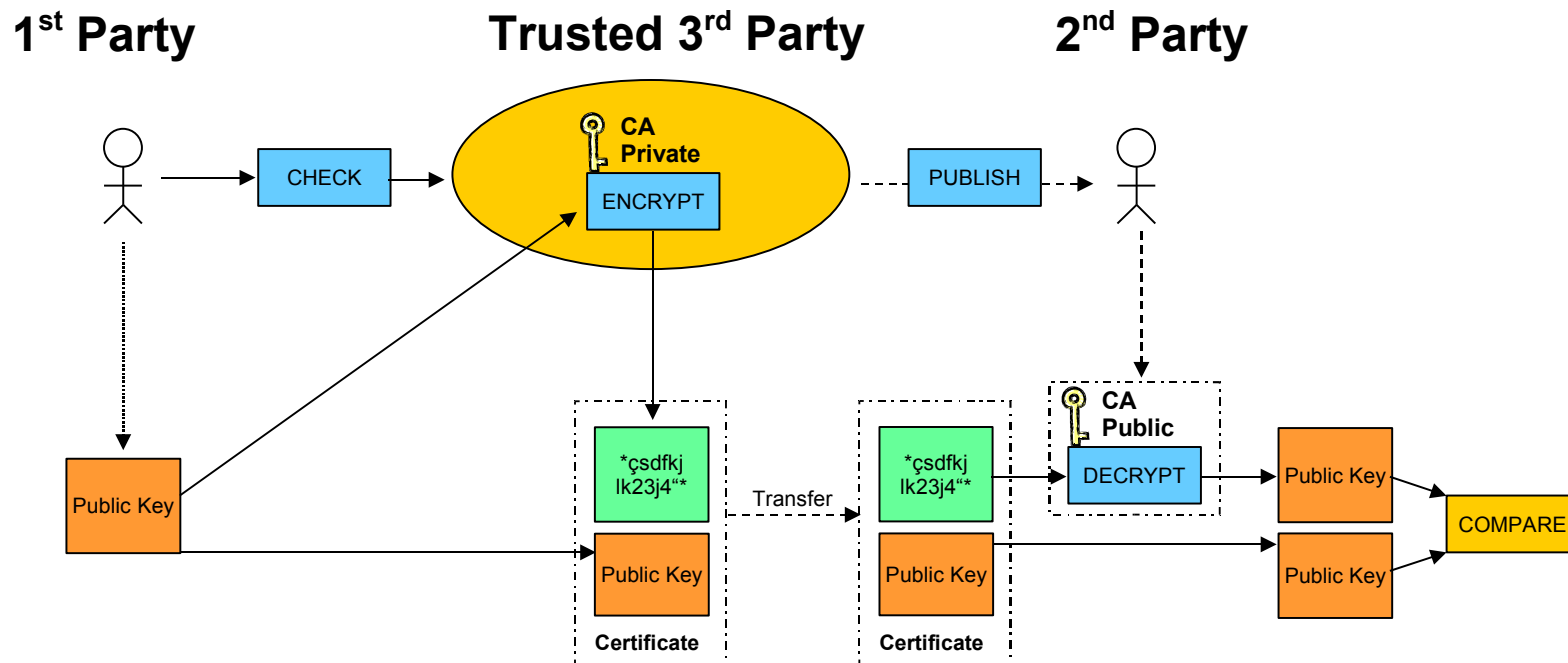 1st Party
Trusted 3rd Party
2nd Party
CA
Private
CHECK
ENCRYPT
PUBLISH
CA
Public
*çsdfkj
lk23j4“*
*çsdfkj
lk23j4“*
DECRYPT
Public Key
Public Key
Transfer
COMPARE
Public Key
Public Key
Public Key
Certificate
Certificate